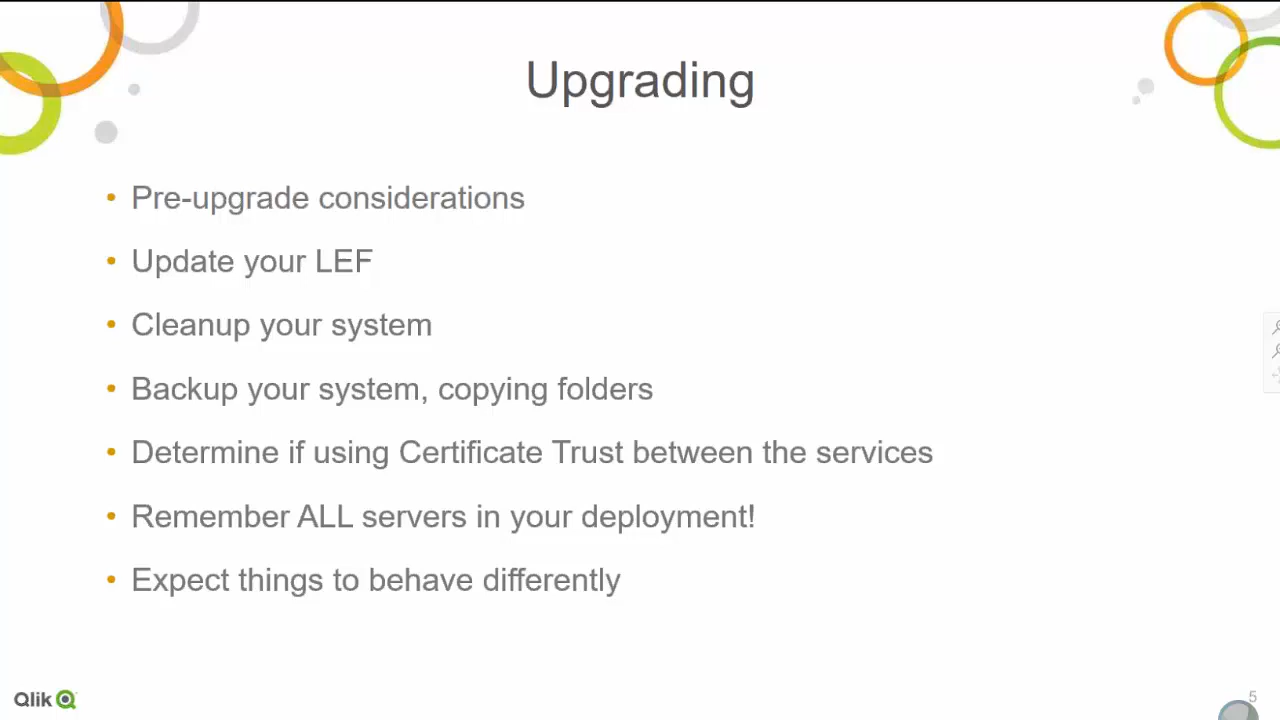 Upgrading
• Pre-upgrade considerations
• Update your LEF
• Cleanup your system
• Backup your system, copying folders
• Determine if using Certificate Trust between the services
• Remember ALL servers in your deployment!
• Expect things to behave differently
Qlik
5